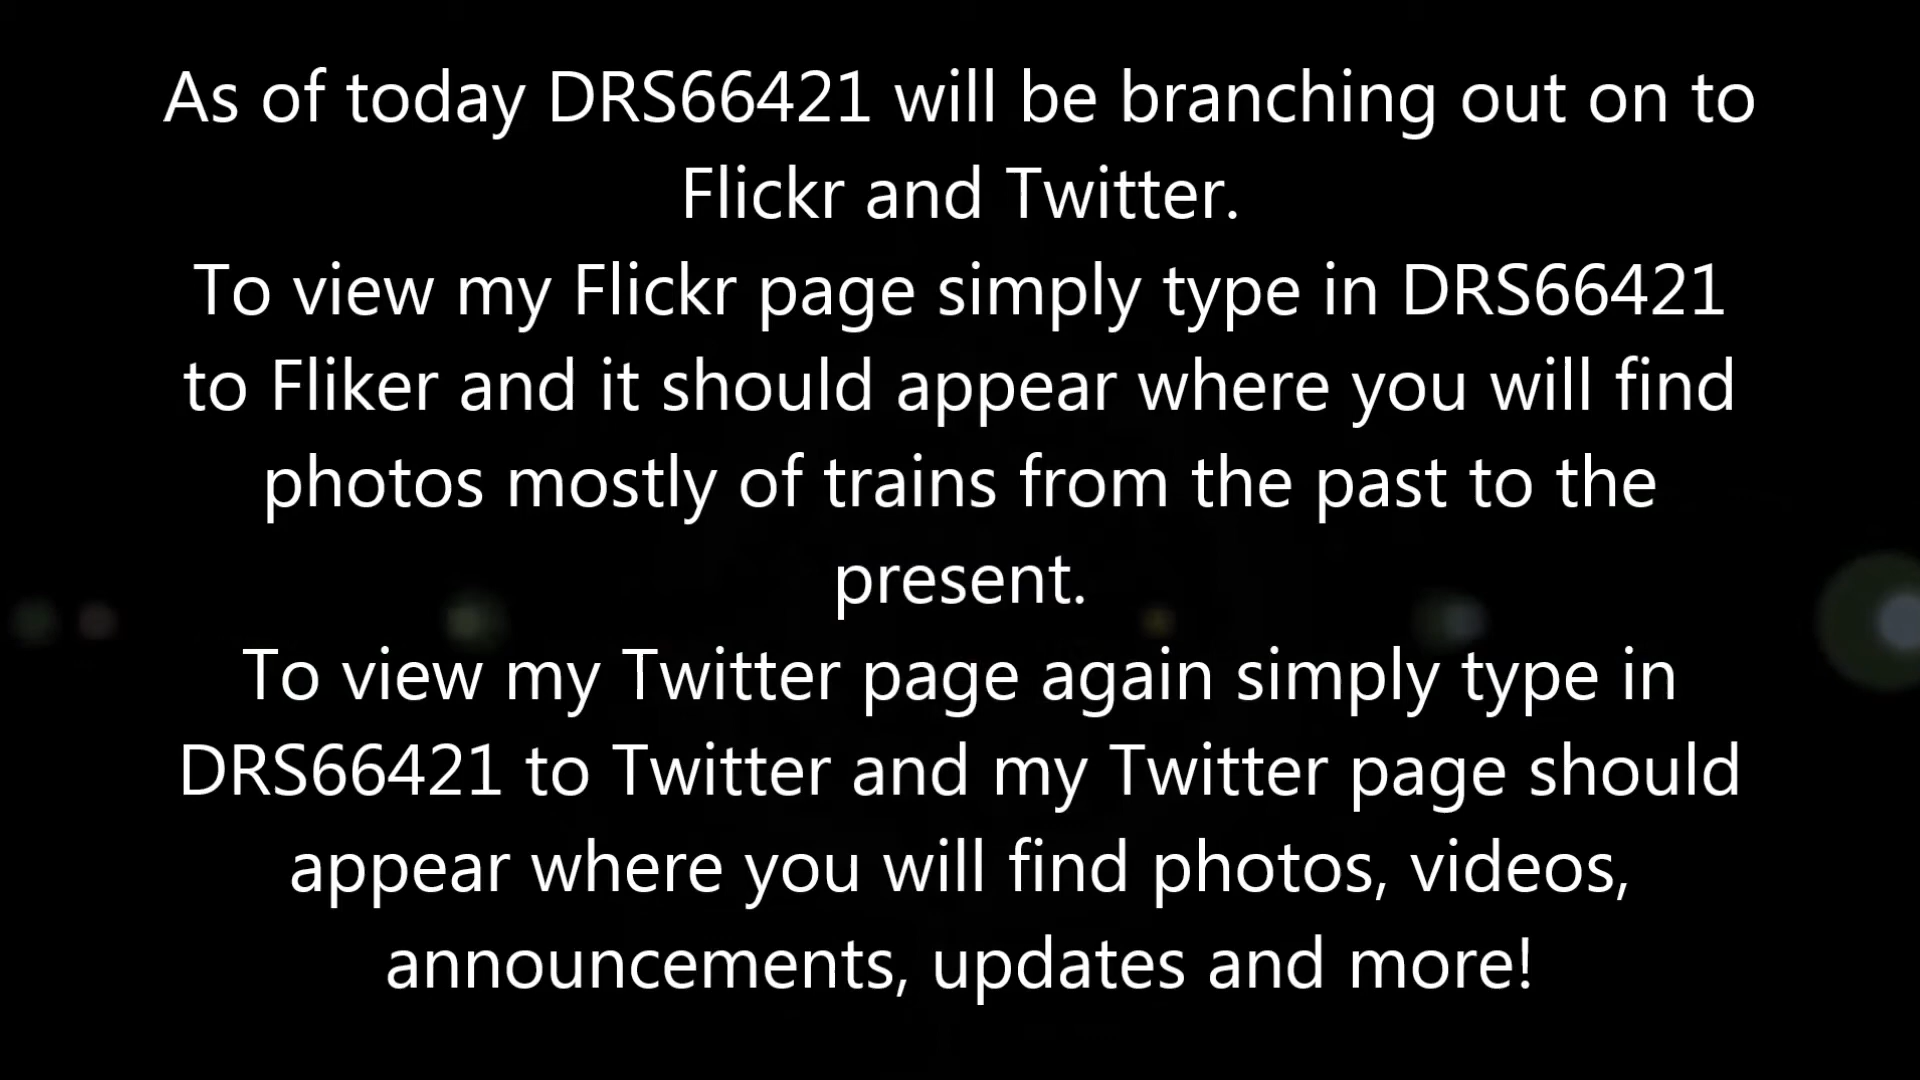 As of today DRS66421 will be branching out on to
Flickr and Twitter.
To view my Flickr page simply type in DRS66421
to Fliker and it should appear where you will find
photos mostly of trains from the past to the
present.
To view my Twitter page again simply type in
DRS66421 to Twitter and my Twitter page should
appear where you will find photos, videos,
announcements, updates and more!